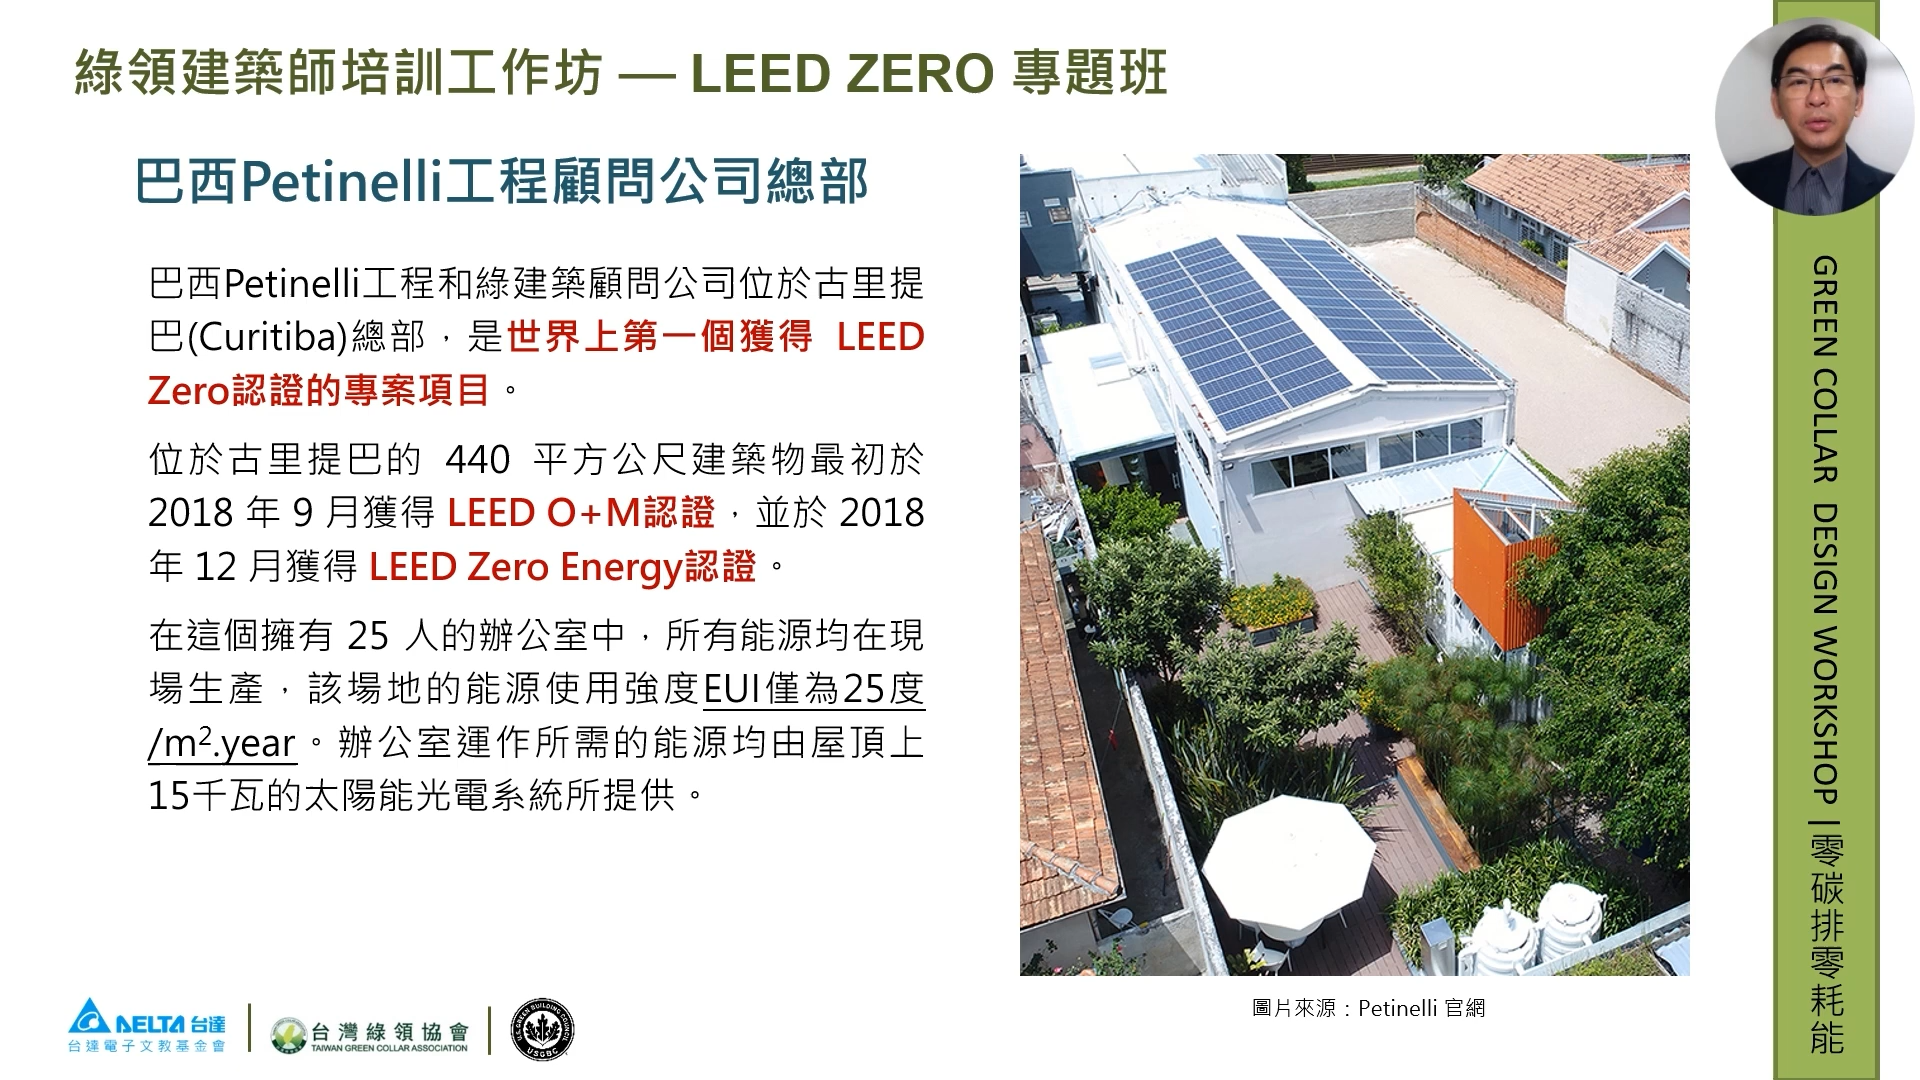 綠領建築師培訓工作坊 — LEED ZERO 專題班
巴西Petinelli工程顧問公司總部
巴西Petinelli工程和綠建築顧問公司位於古里提
巴(Curitiba)總部，是世界上第一個獲得 LEED
Zero認證的專案項目。
位於古里提巴的 440 平方公尺建築物最初於
2018 年 9 月獲得 LEED O+M認證，並於 2018
年 12 月獲得 LEED Zero Energy認證。
在這個擁有 25 人的辦公室中，所有能源均在現
場生產，該場地的能源使用強度EUI僅為25度
/m².year。辦公室運作所需的能源均由屋頂上
15千瓦的太陽能光電系統所提供。
圖片來源：Petinelli 官網
GREEN COLLAR DESIGN WORKSHOP |零碳排零耗能
DELTA 台達
台達電子文教基金會
台灣綠領協會
TAIWAN GREEN COLLAR ASSOCIATION
U.S. GREEN BUILDING COUNCIL
USGBC